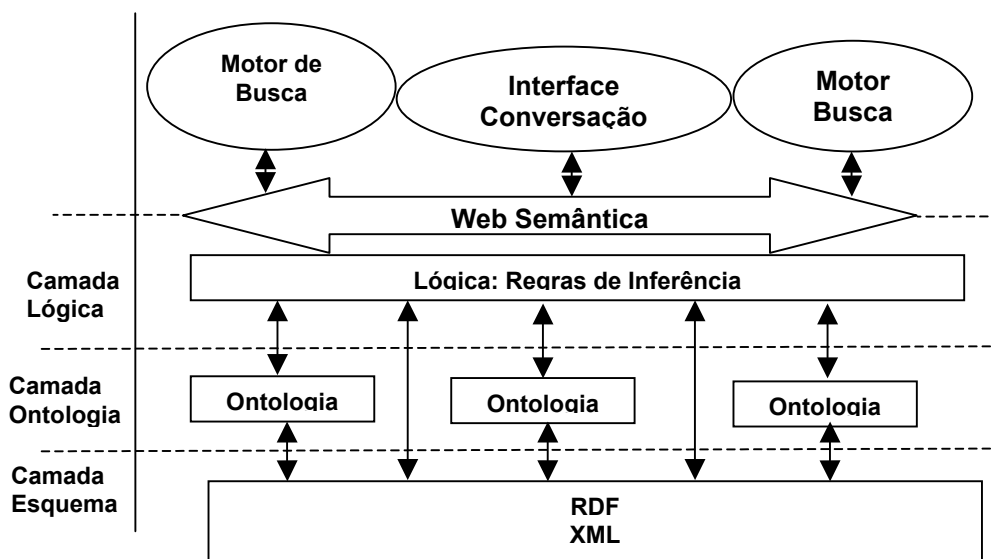 Motor de
Busca
Interface
Conversação
Motor
Busca
Web Semântica
Camada
Lógica
Lógica: Regras de Inferência
Camada
Ontologia
Ontologia
Ontologia
Ontologia
Camada
Esquema
RDF
XML